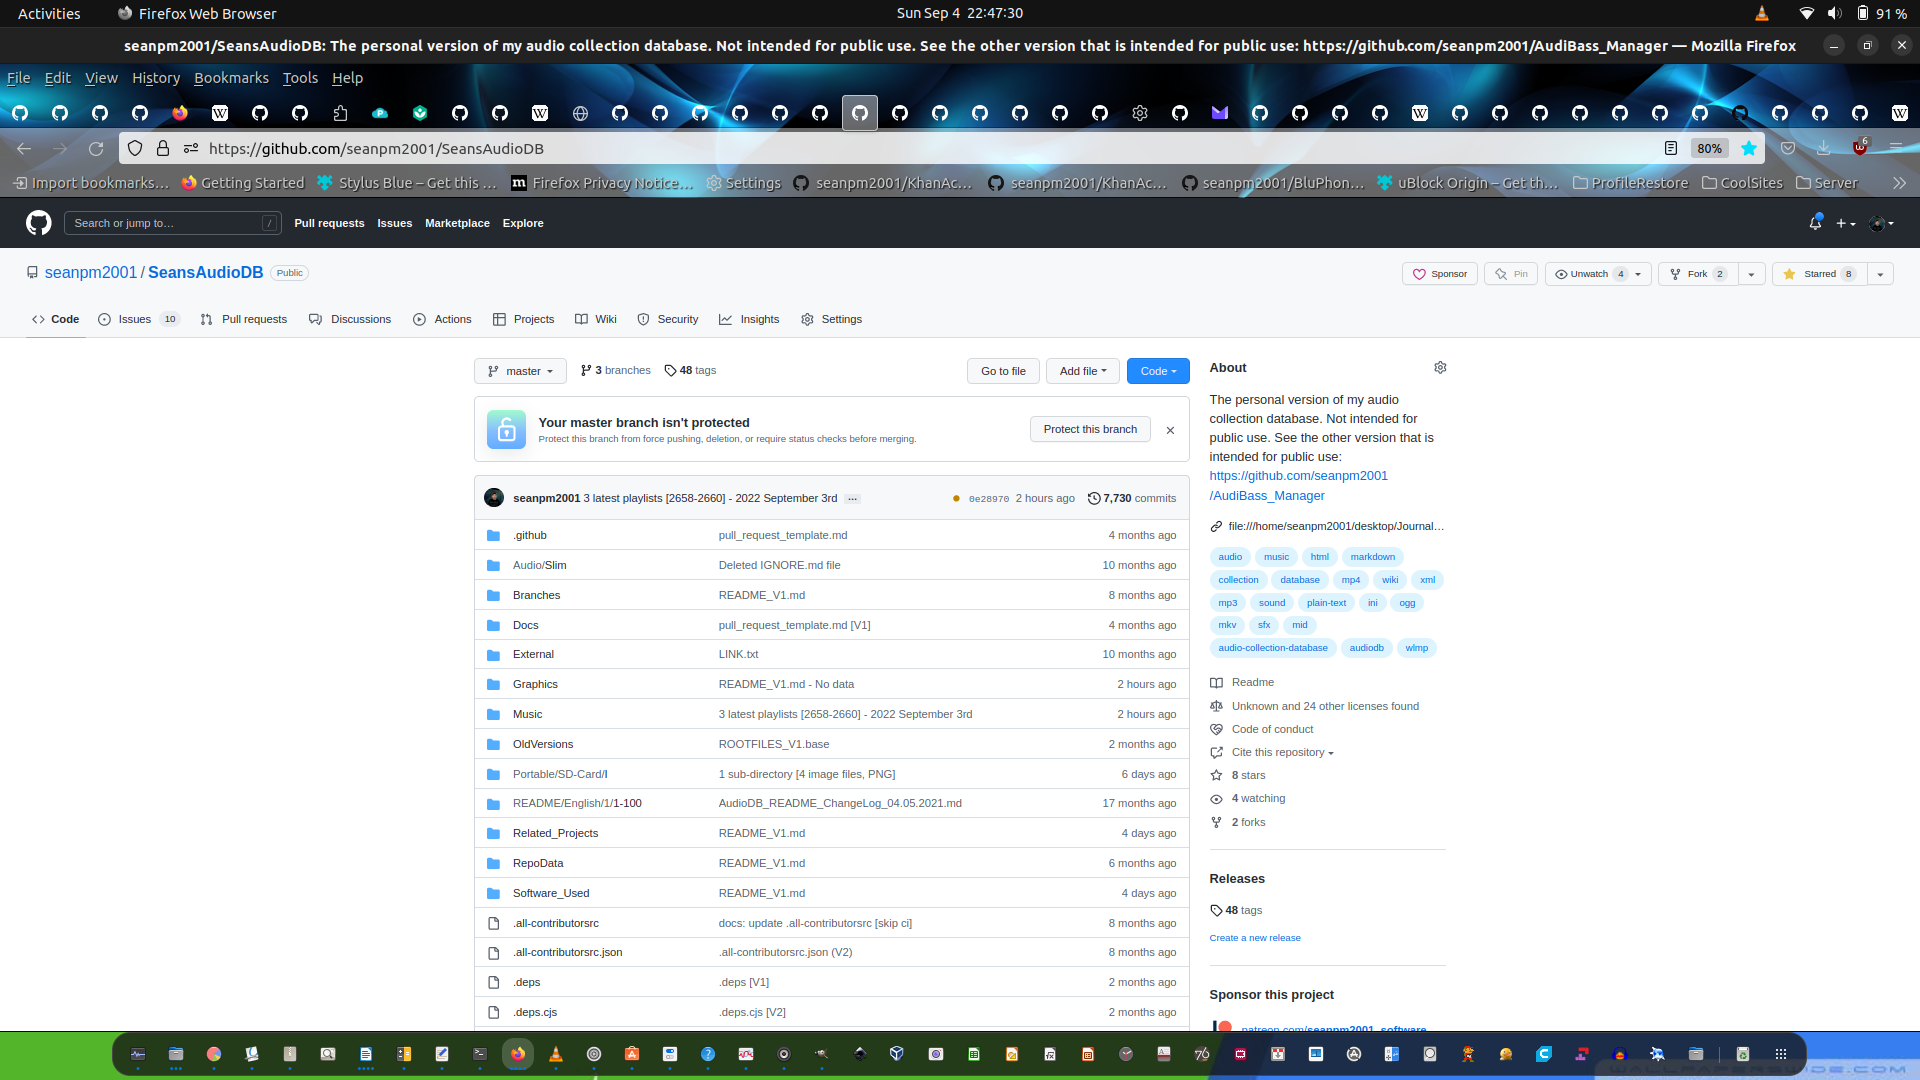 Activities Firefox Web Browser Sun Sep 4 22:47:30 91 %
seanpm2001/SeansAudioDB: The personal version of my audio collection database. Not intended for public use. See the other version that is intended for public use: https://github.com/seanpm2001/AudiBass_Manager — Mozilla Firefox
File Edit View History Bookmarks Tools Help
https://github.com/seanpm2001/SeansAudioDB 80% 6
Import bookmarks… Getting Started Stylus Blue – Get this … Firefox Privacy Notice… Settings seanpm2001/KhanAc… seanpm2001/KhanAc… seanpm2001/BluPhon… uBlock Origin – Get th… ProfileRestore CoolSites Server
Search or jump to… / Pull requests Issues Marketplace Explore
seanpm2001 / SeansAudioDB Public Sponsor Pin Unwatch 4 Fork 2 Starred 8
Code Issues 10 Pull requests Discussions Actions Projects Wiki Security Insights Settings
master 3 branches 48 tags Go to file Add file Code
Your master branch isn't protected
Protect this branch from force pushing, deletion, or require status checks before merging.
Protect this branch
seanpm2001 3 latest playlists [2658-2660] - 2022 September 3rd … 0e28970 2 hours ago 7,730 commits
.github pull_request_template.md 4 months ago
Audio/Slim Deleted IGNORE.md file 10 months ago
Branches README_V1.md 8 months ago
Docs pull_request_template.md [V1] 4 months ago
External LINK.txt 10 months ago
Graphics README_V1.md - No data 2 hours ago
Music 3 latest playlists [2658-2660] - 2022 September 3rd 2 hours ago
OldVersions ROOTFILES_V1.base 2 months ago
Portable/SD-Card/I 1 sub-directory [4 image files, PNG] 6 days ago
README/English/1/1-100 AudioDB_README_ChangeLog_04.05.2021.md 17 months ago
Related_Projects README_V1.md 4 days ago
RepoData README_V1.md 6 months ago
Software_Used README_V1.md 4 days ago
.all-contributorsrc docs: update .all-contributorsrc [skip ci] 8 months ago
.all-contributorsrc.json .all-contributorsrc.json (V2) 8 months ago
.deps .deps [V1] 2 months ago
.deps.cjs .deps.cjs [V2] 2 months ago
About
The personal version of my audio
collection database. Not intended for
public use. See the other version that is
intended for public use:
https://github.com/seanpm2001
/AudiBass_Manager
file:///home/seanpm2001/desktop/Journal…
audio music html markdown
collection database mp4 wiki xml
mp3 sound plain-text ini ogg
mkv sfx mid
audio-collection-database audiodb wlmp
Readme
Unknown and 24 other licenses found
Code of conduct
Cite this repository
8 stars
4 watching
2 forks
Releases
48 tags
Create a new release
Sponsor this project
patreon.com/seanpm2001_software
WALLPAPERSWIDE.COM